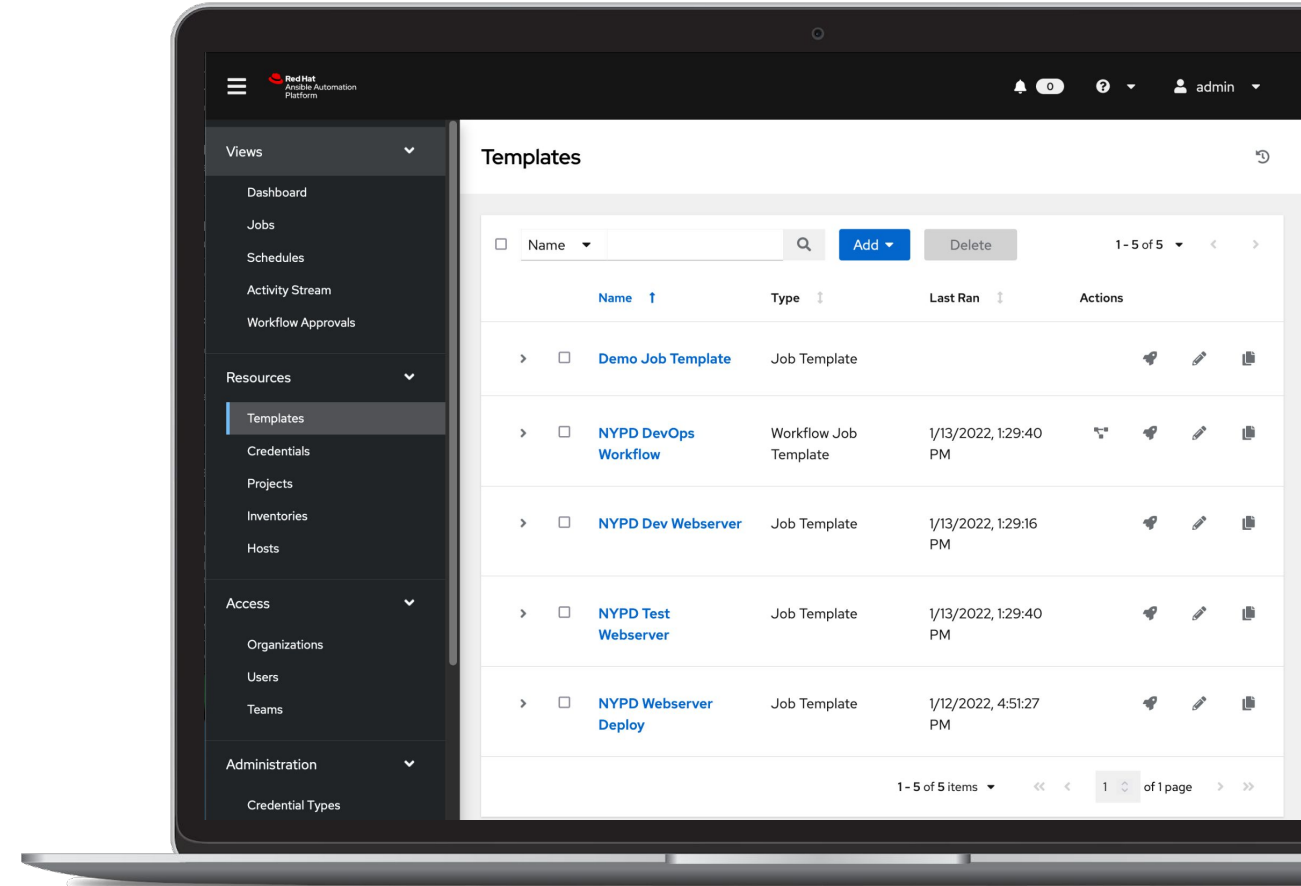 Red Hat
Ansible Automation
Platform
0
admin
Views
Dashboard
Jobs
Schedules
Activity Stream
Workflow Approvals
Resources
Templates
Credentials
Projects
Inventories
Hosts
Access
Organizations
Users
Teams
Administration
Credential Types
Templates
Name
Add
Delete
1 - 5 of 5
Name Type Last Ran Actions
Demo Job Template Job Template
NYPD DevOps Workflow Job 1/13/2022, 1:29:40
Workflow Template PM
NYPD Dev Webserver Job Template 1/13/2022, 1:29:16
PM
NYPD Test Job Template 1/13/2022, 1:29:40
Webserver PM
NYPD Webserver Job Template 1/12/2022, 4:51:27
Deploy PM
1 - 5 of 5 items 1 of 1 page